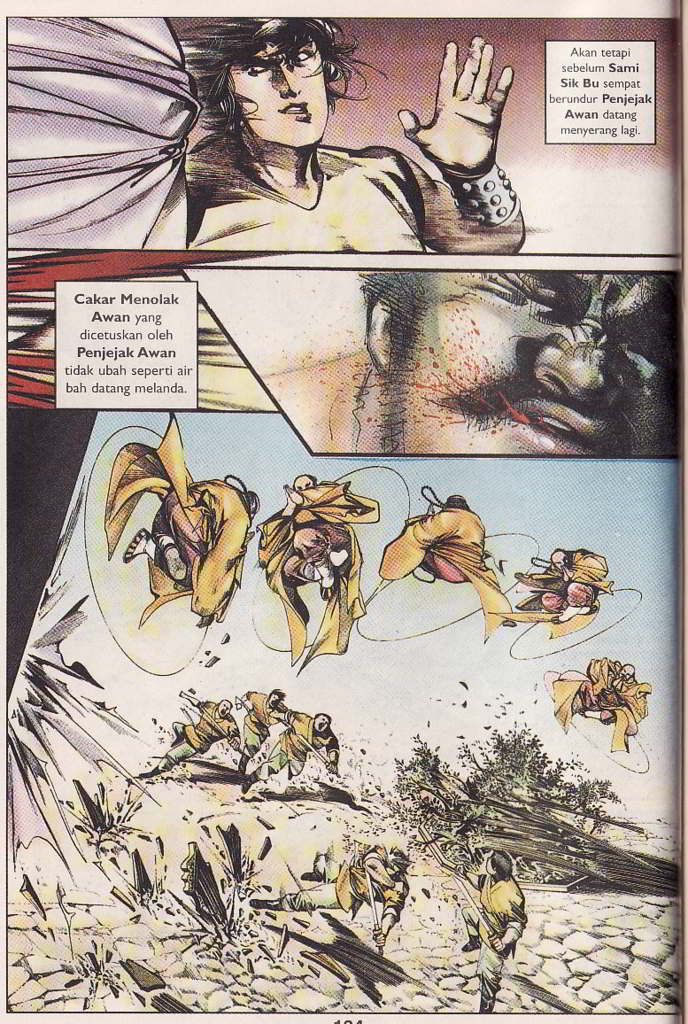 Akan tetapi
sebelum Sami
Sik Bu sempat
berundur Penjejak
Awan datang
menyerang lagi.
Cakar Menolak
Awan yang
dicetuskan oleh
Penjejak Awan
tidak ubah seperti air
bah datang melanda.